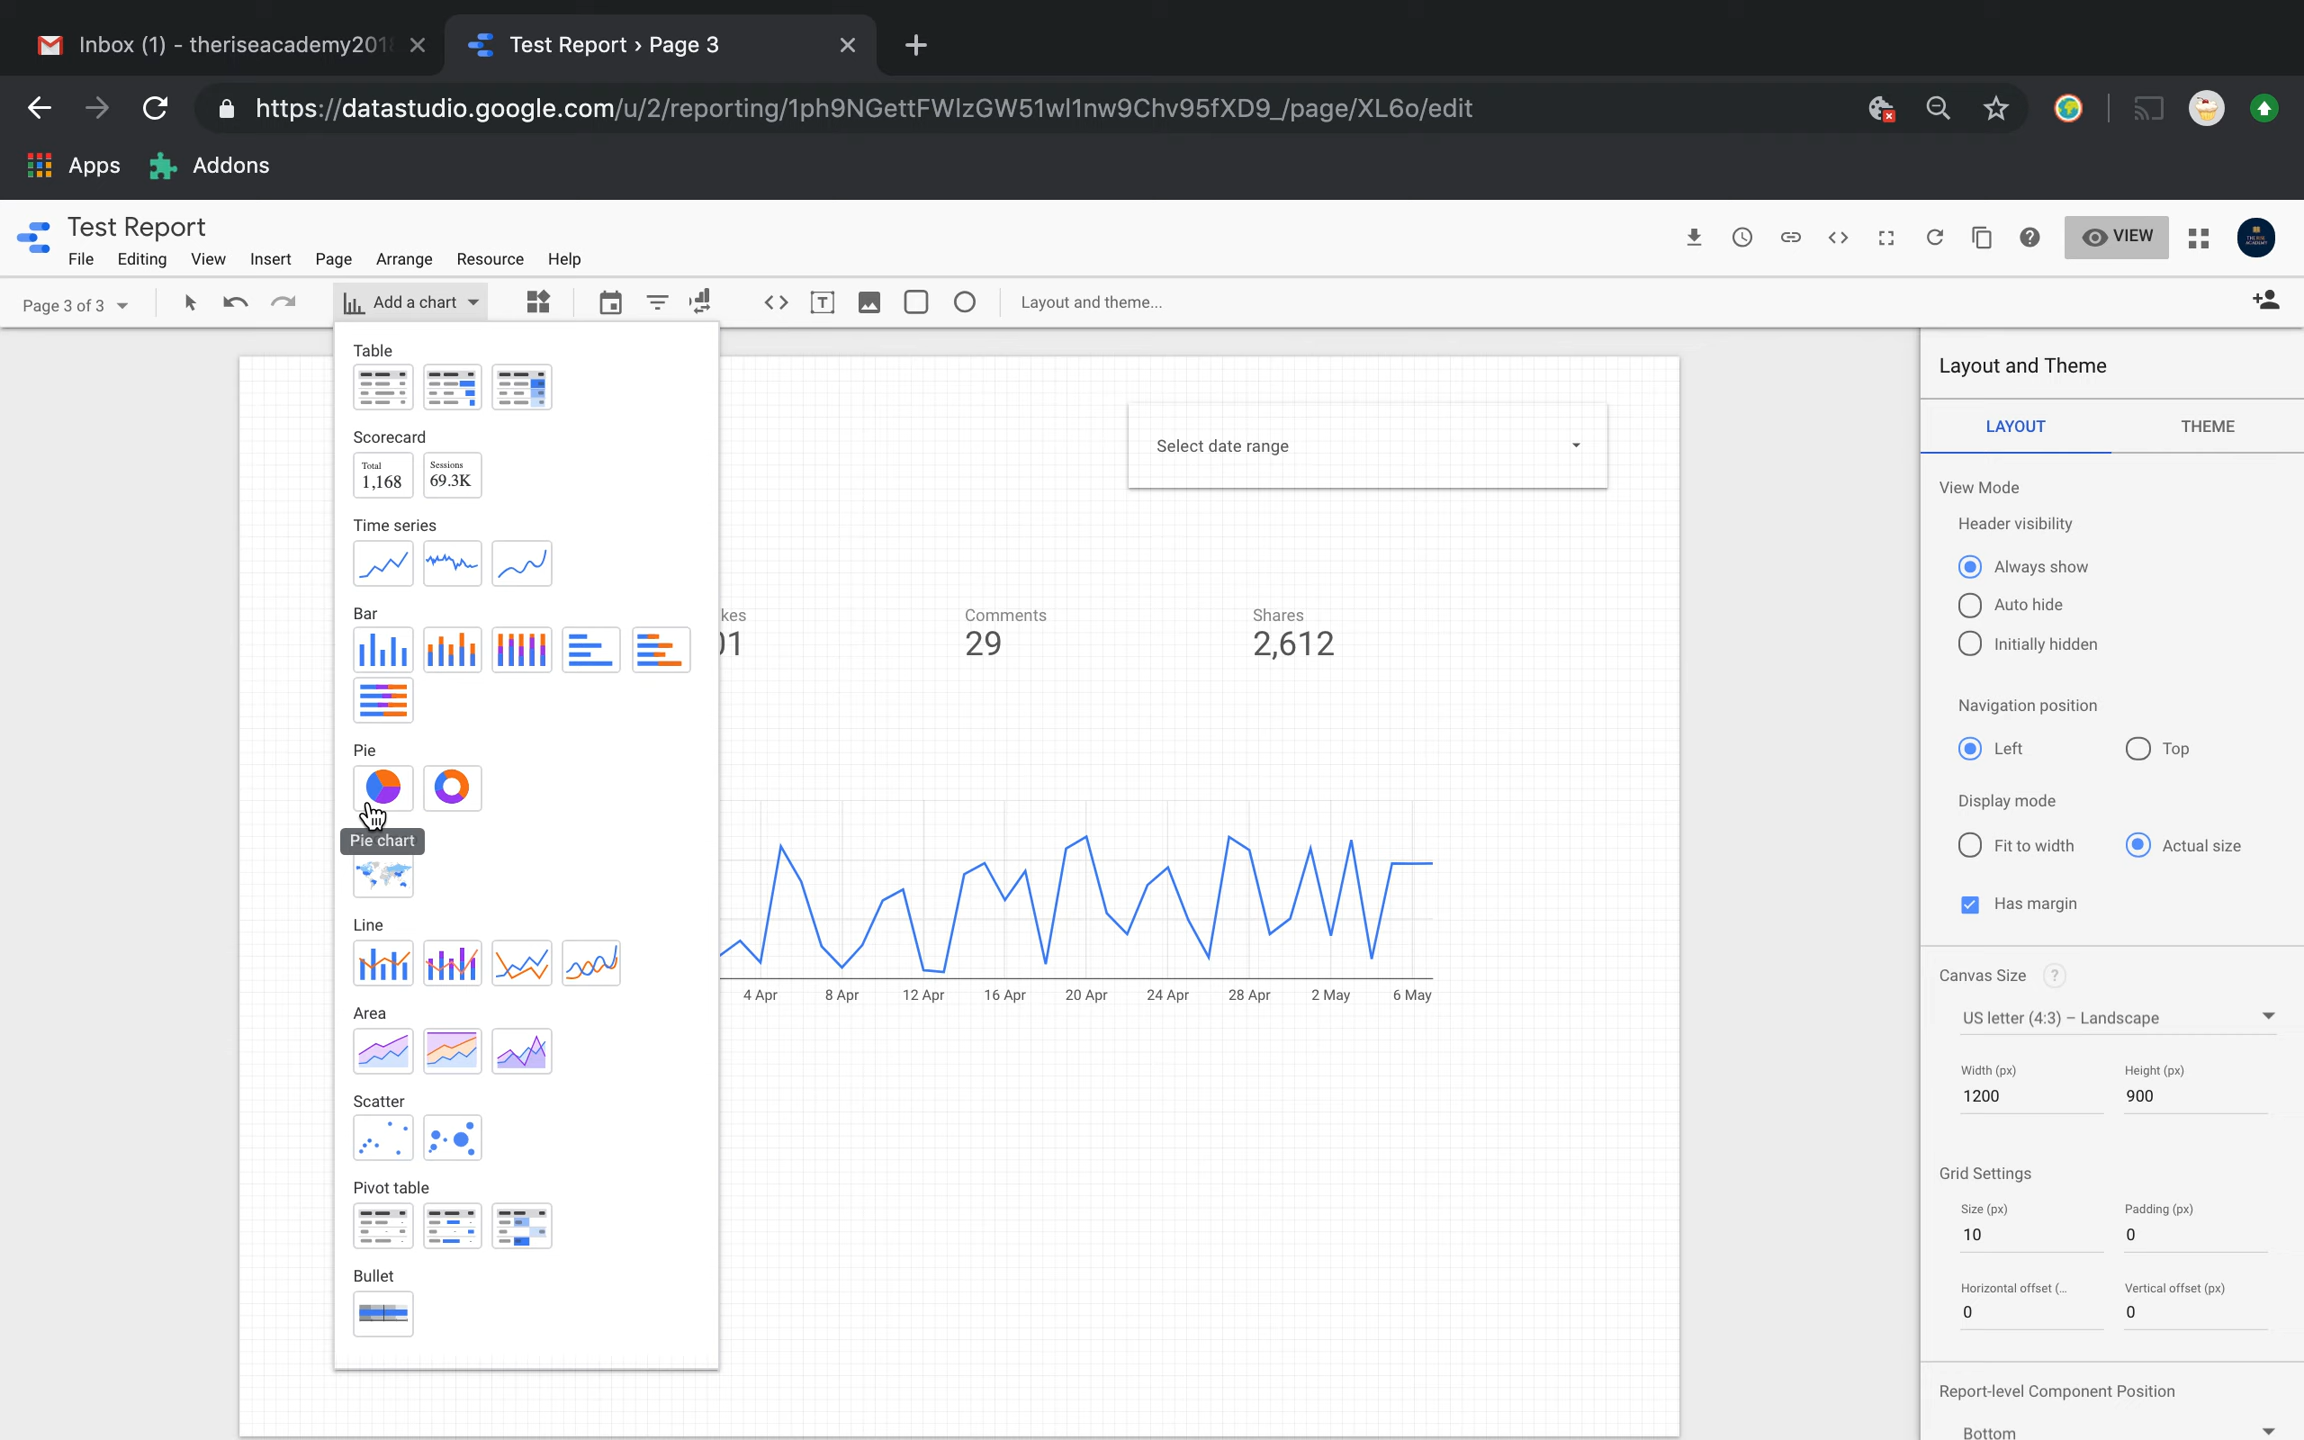 Inbox (1) - theriseacademy201
Test Report › Page 3
https://datastudio.google.com/u/2/reporting/1ph9NGettFWIzGW51wl1nw9Chv95fXD9_/page/XL6o/edit
Apps
Addons
Test Report
File Editing View Insert Page Arrange Resource Help
VIEW
Page 3 of 3
Add a chart
Layout and theme...
Table
Scorecard
Total
1,168
Sessions
69.3K
Time series
Bar
Pie
Pie chart
Line
Area
Scatter
Pivot table
Bullet
Select date range
kes
01
Comments
29
Shares
2,612
4 Apr 8 Apr 12 Apr 16 Apr 20 Apr 24 Apr 28 Apr 2 May 6 May
Layout and Theme
LAYOUT THEME
View Mode
Header visibility
Always show
Auto hide
Initially hidden
Navigation position
Left Top
Display mode
Fit to width Actual size
Has margin
Canvas Size ?
US letter (4:3) – Landscape
Width (px) Height (px)
1200 900
Grid Settings
Size (px) Padding (px)
10 0
Horizontal offset (... Vertical offset (px)
0 0
Report-level Component Position
Bottom